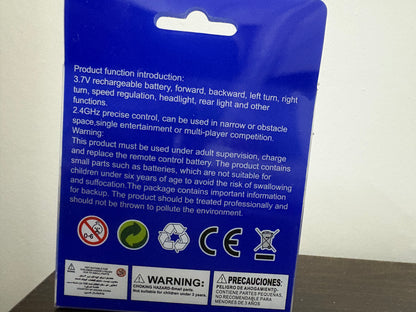 Product function introduction:
3.7V rechargeable battery, forward, backward, left turn, right
turn, speed regulation, headlight, rear light and other
functions.
2.4GHz precise control, can be used in narrow or obstacle
space,single entertainment or multi-player competition.
Warning:
This product must be used under adult supervision, charge
and replace the remote control battery. The product contains
small parts such as batteries, which are not suitable for
children under six years of age to avoid the risk of swallowing
and suffocation.The package contains important information
for backup. The product should be treated professionally and
should not be thrown to pollute the environment.
0-6
CE
WARNING:
CHOKING HAZARD-Small parts
Not suitable for children under 3 years.
PRECAUCIONES:
PELIGRO DE AHOGAMIENTO-
CONTIENE PARTES PEQUEÑAS,
NO RECOMENDABLE PARA
MENORES DE 3 AÑOS